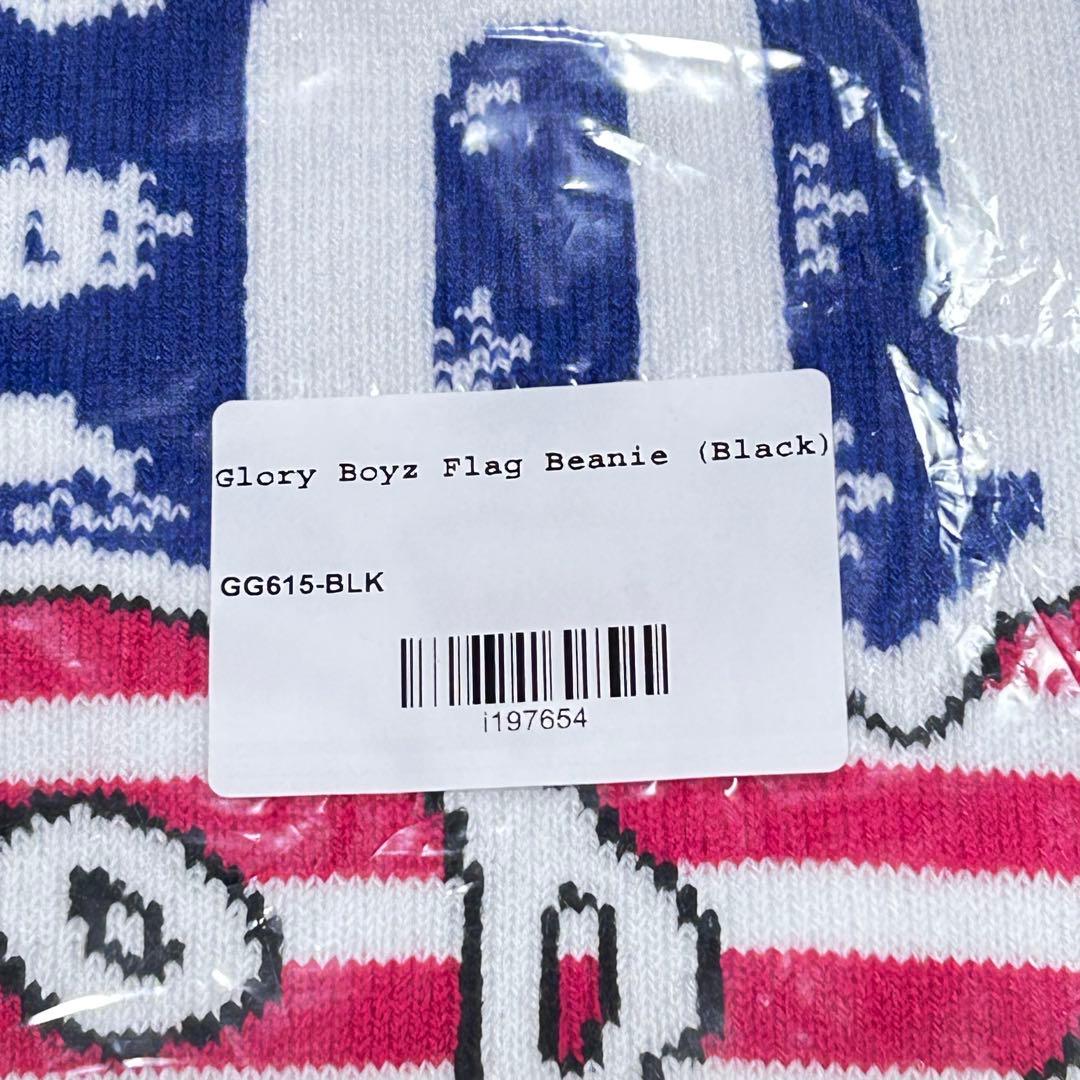 Glory Boyz Flag Beanie (Black)
GG615-BLK
i197654